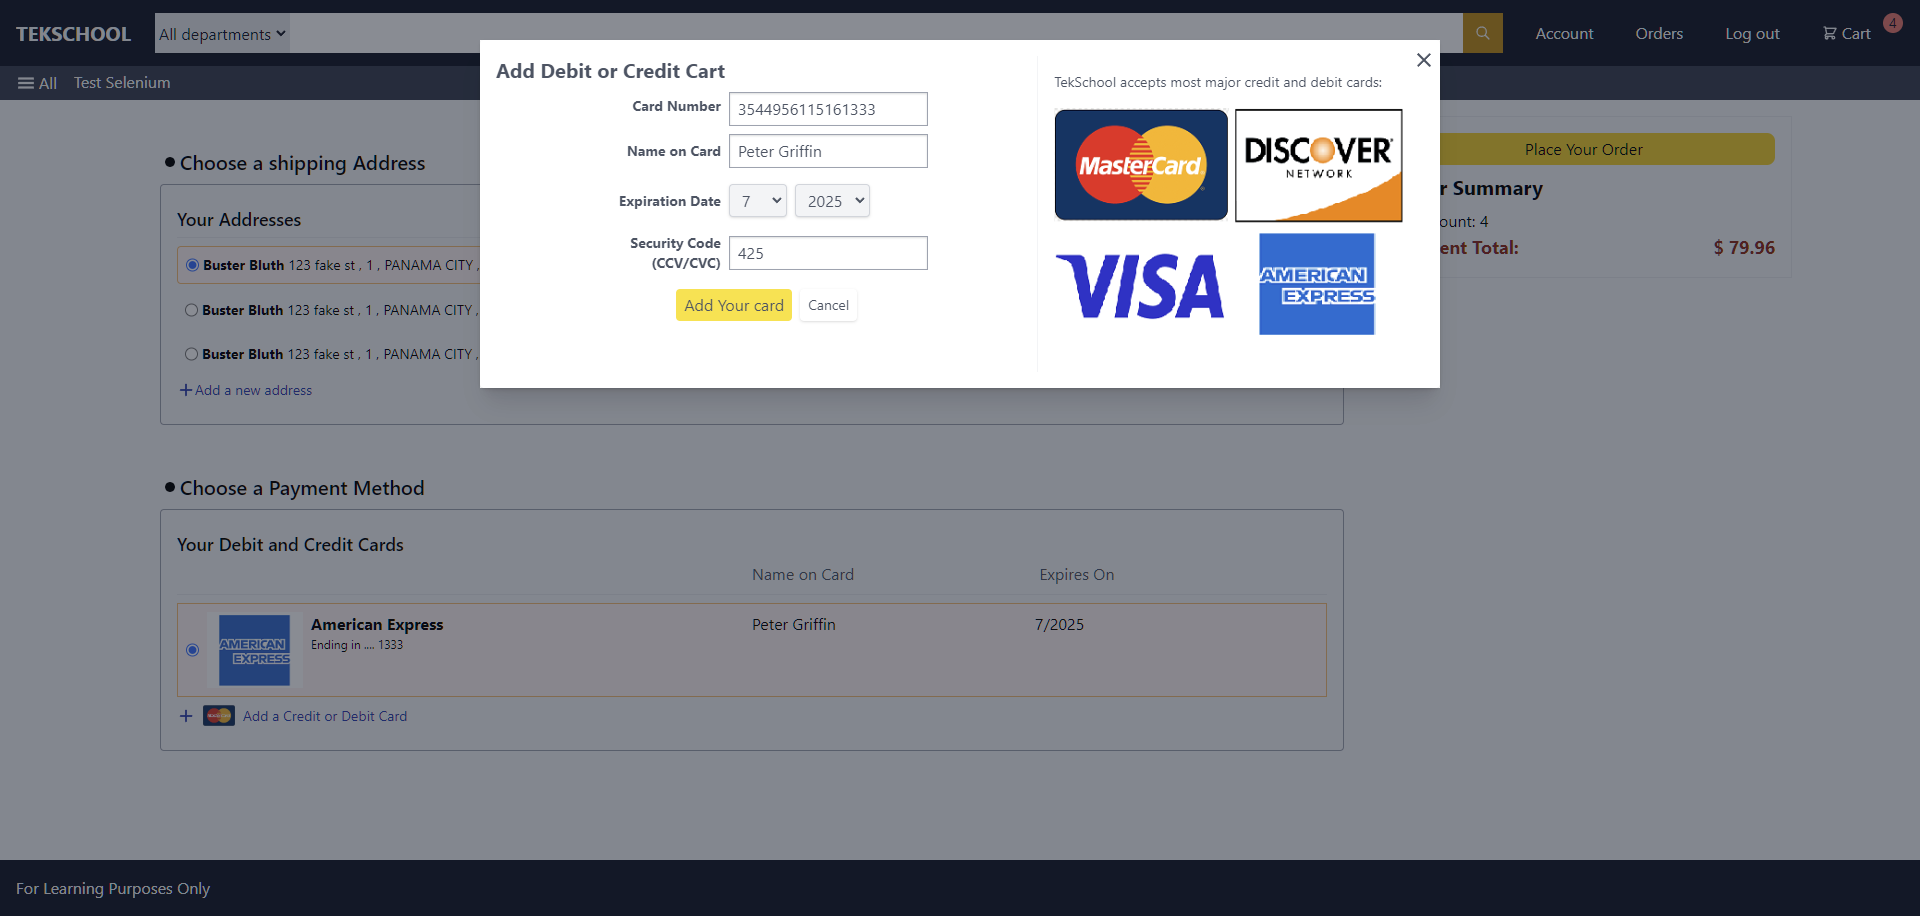 TEKSCHOOL
All departments
Account
Orders
Log out
Cart
4
All
Test Selenium
Add Debit or Credit Cart
Card Number
3544956115161333
Name on Card
Peter Griffin
Expiration Date
7
2025
Security Code
(CCV/CVC)
425
Add Your card
Cancel
TekSchool accepts most major credit and debit cards:
MasterCard
DISCOVER
NETWORK
VISA
AMERICAN
EXPRESS
Choose a shipping Address
Your Addresses
Buster Bluth 123 fake st , 1 , PANAMA CITY ,
Buster Bluth 123 fake st , 1 , PANAMA CITY ,
Buster Bluth 123 fake st , 1 , PANAMA CITY ,
Add a new address
Place Your Order
r Summary
ount: 4
ent Total:
$ 79.96
Choose a Payment Method
Your Debit and Credit Cards
Name on Card
Expires On
AMERICAN
EXPRESS
American Express
Ending in .... 1333
Peter Griffin
7/2025
Add a Credit or Debit Card
For Learning Purposes Only